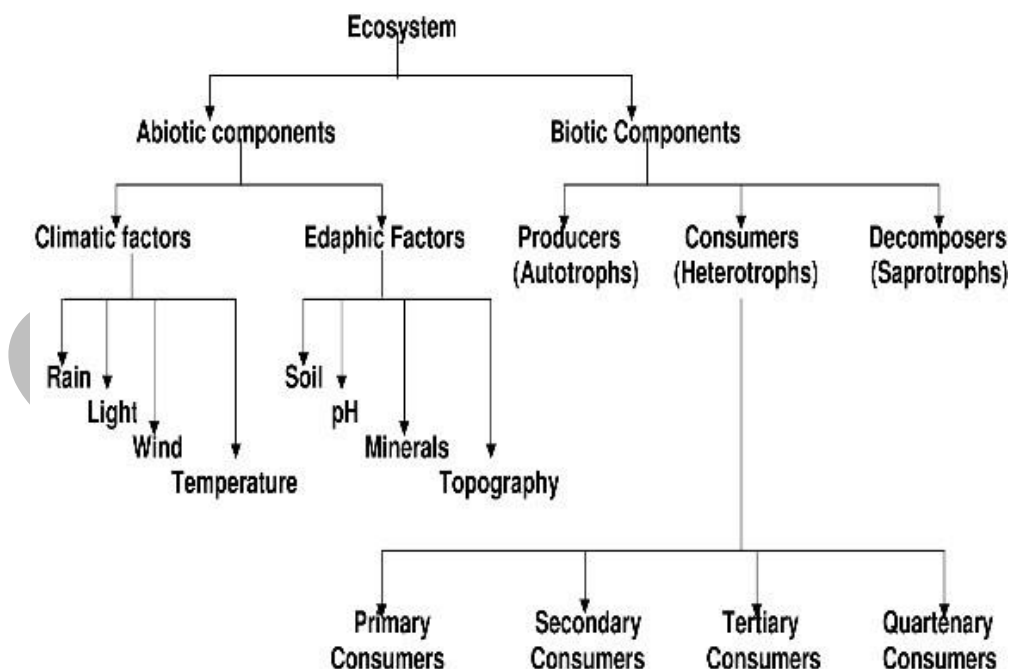 Ecosystem
Abiotic components
Biotic Components
Climatic factors
Edaphic Factors
Producers
(Autotrophs)
Consumers
(Heterotrophs)
Decomposers
(Saprotrophs)
Rain
Light
Wind
Temperature
Soil
pH
Minerals
Topography
Primary
Consumers
Secondary
Consumers
Tertiary
Consumers
Quartenary
Consumers